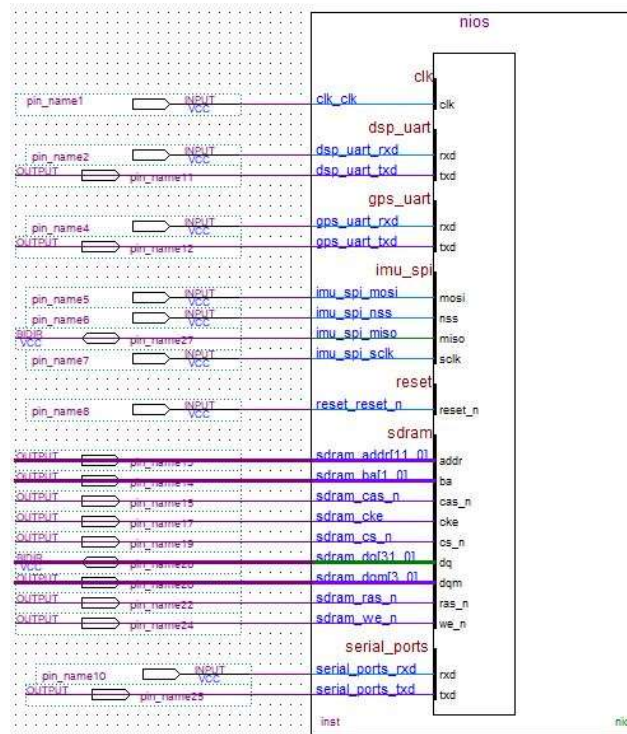 nios
clk
pin_name1 INPUT VCC clk_clk clk
dsp_uart
pin_name2 INPUT VCC dsp_uart_rxd rxd
OUTPUT pin_name11 dsp_uart_txd txd
gps_uart
pin_name4 INPUT VCC gps_uart_rxd rxd
OUTPUT pin_name12 gps_uart_txd txd
imu_spi
pin_name5 INPUT VCC imu_spi_mosi mosi
pin_name6 INPUT VCC imu_spi_nss nss
BIDIR VCC pin_name27 imu_spi_miso miso
pin_name7 INPUT VCC imu_spi_sclk sclk
reset
pin_name8 INPUT VCC reset_reset_n reset_n
sdram
OUTPUT sdram_addr[11..0] addr
OUTPUT sdram_ba[1..0] ba
OUTPUT sdram_cas_n cas_n
OUTPUT pin_name17 sdram_cke cke
OUTPUT pin_name19 sdram_cs_n cs_n
BIDIR VCC sdram_dq[31..0] dq
OUTPUT sdram_dqm[3..0] dqm
OUTPUT pin_name22 sdram_ras_n ras_n
OUTPUT pin_name24 sdram_we_n we_n
serial_ports
pin_name10 INPUT VCC serial_ports_rxd rxd
OUTPUT serial_ports_txd txd
inst